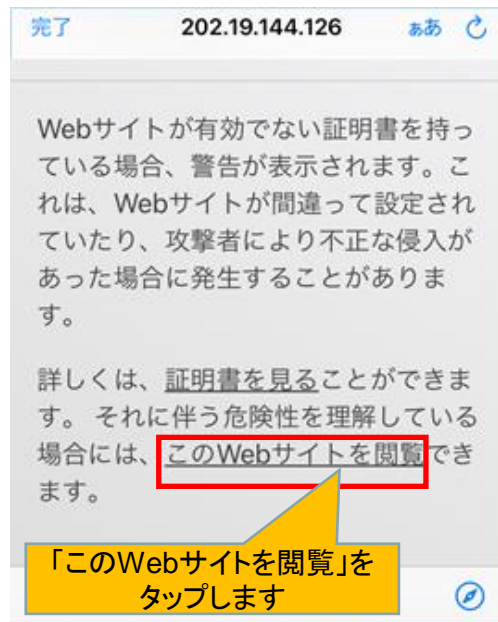 完了 202.19.144.126 ぁあ
Webサイトが有効でない証明書を持っ
ている場合、警告が表示されます。こ
れは、Webサイトが間違って設定され
ていたり、攻撃者により不正な侵入が
あった場合に発生することがありま
す。
詳しくは、証明書を見ることができま
す。 それに伴う危険性を理解している
場合には、このWebサイトを閲覧でき
ます。
「このWebサイトを閲覧」を
タップします